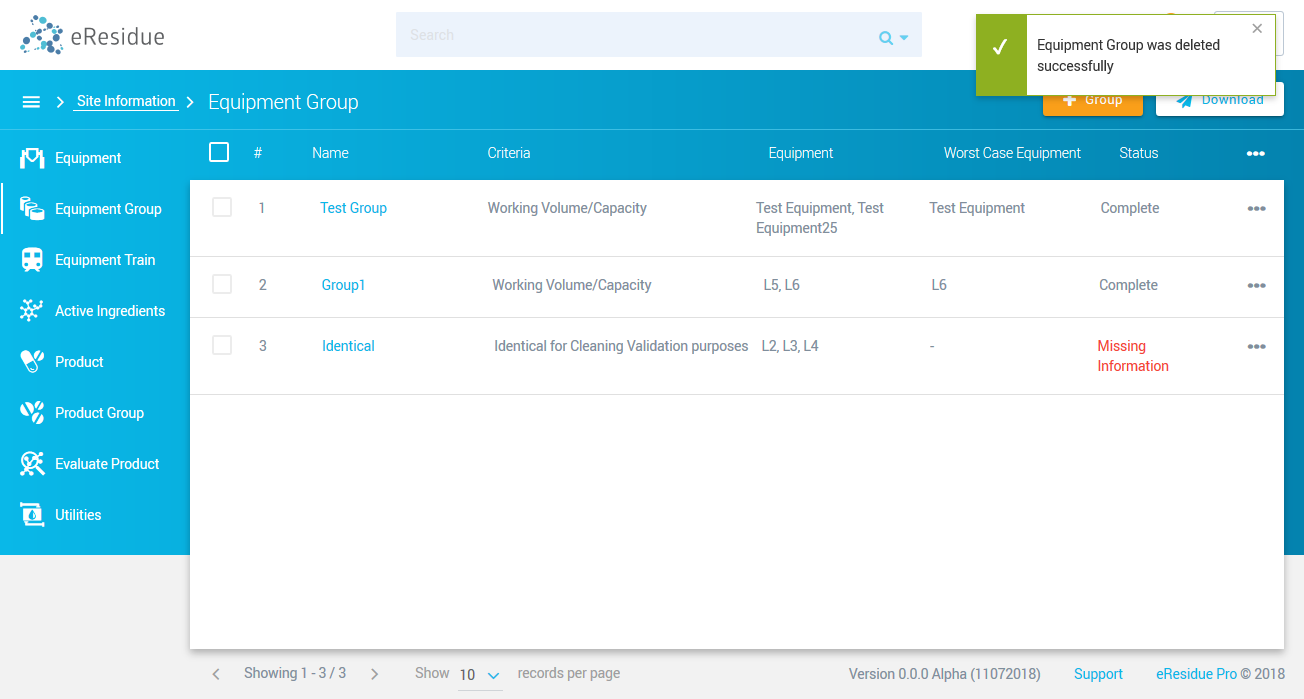 eResidue
Search
Equipment Group was deleted
successfully
Site Information
Equipment Group
Group
Download
# Name Criteria Equipment Worst Case Equipment Status
Equipment
Equipment Group
Equipment Train
Active Ingredients
Product
Product Group
Evaluate Product
Utilities
1 Test Group Working Volume/Capacity Test Equipment, Test Test Equipment Complete
Equipment25
2 Group1 Working Volume/Capacity L5, L6 L6 Complete
3 Identical Identical for Cleaning Validation purposes L2, L3, L4 - Missing
Information
Showing 1 - 3 / 3 Show 10 records per page Version 0.0.0 Alpha (11072018) Support eResidue Pro © 2018